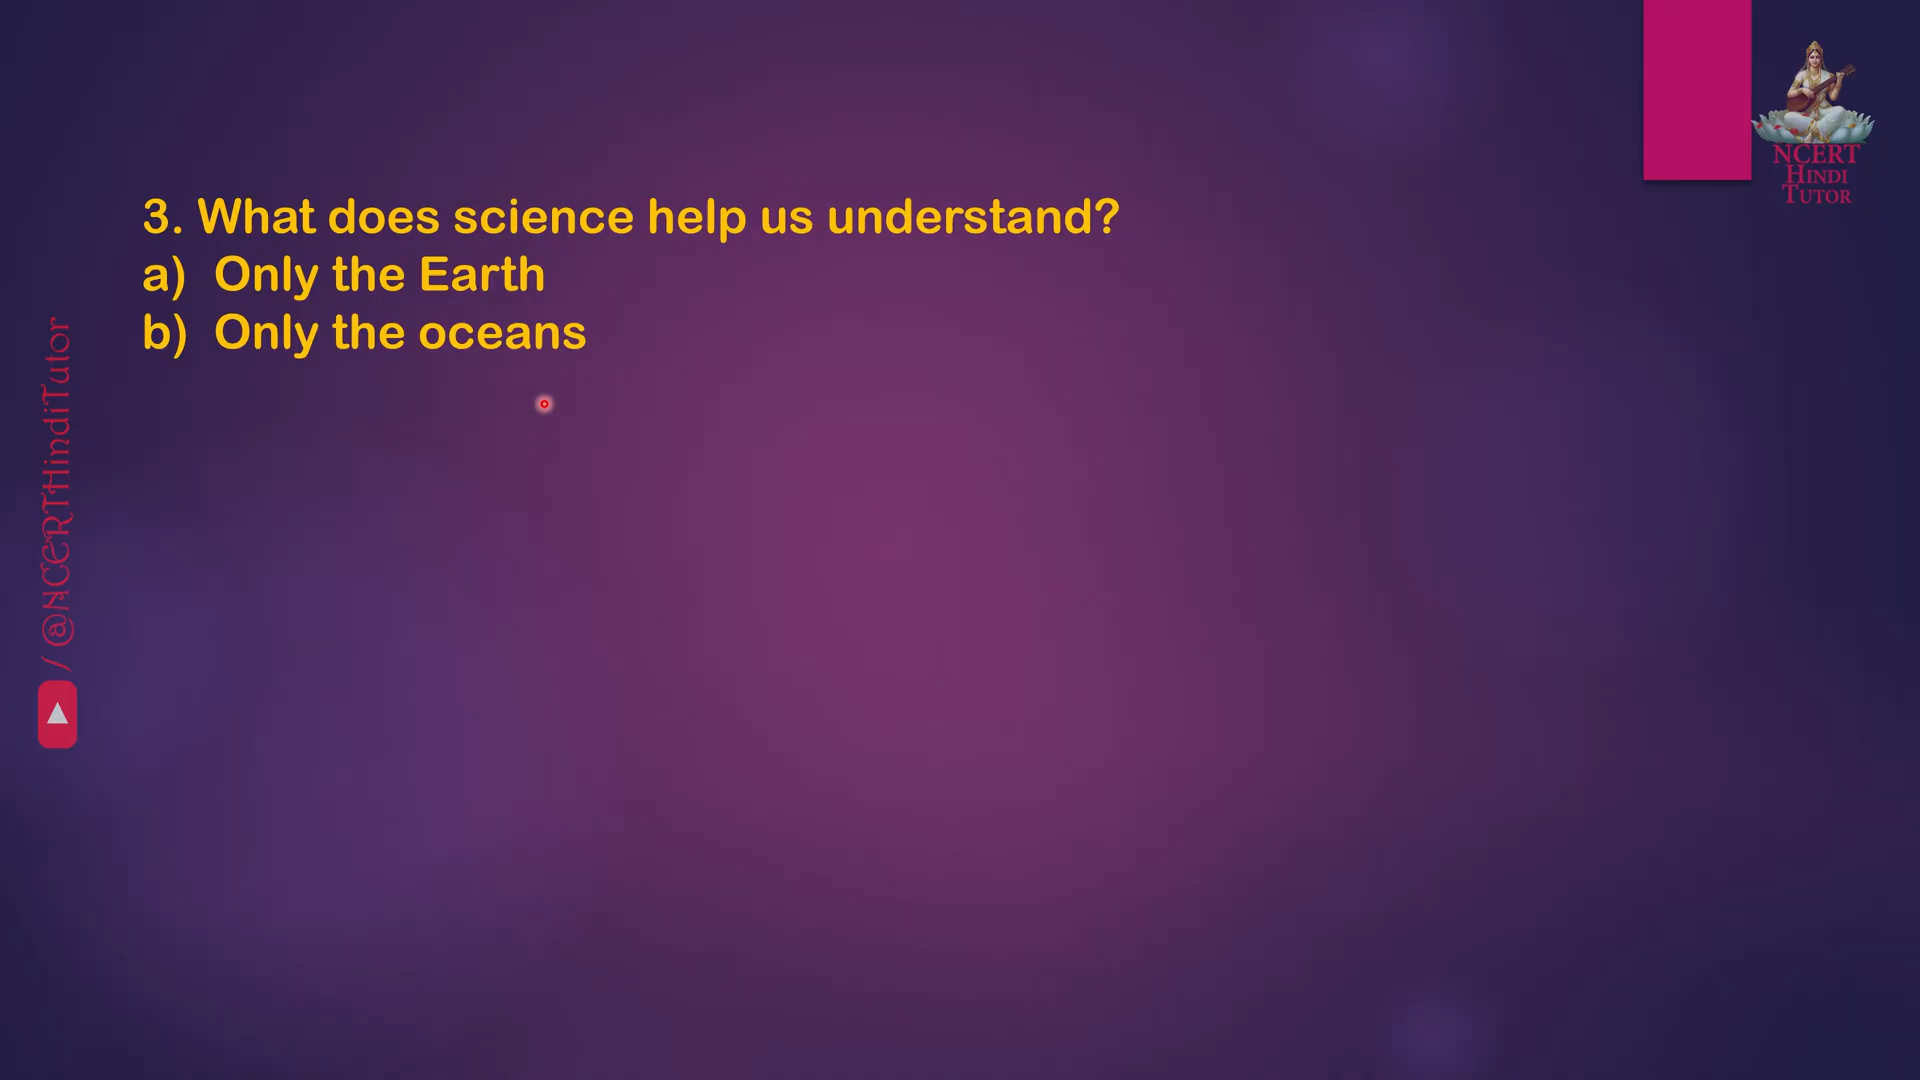 3. What does science help us understand?
a) Only the Earth
b) Only the oceans
NCERT
HINDI
TUTOR
/ @NCERTHindiTutor